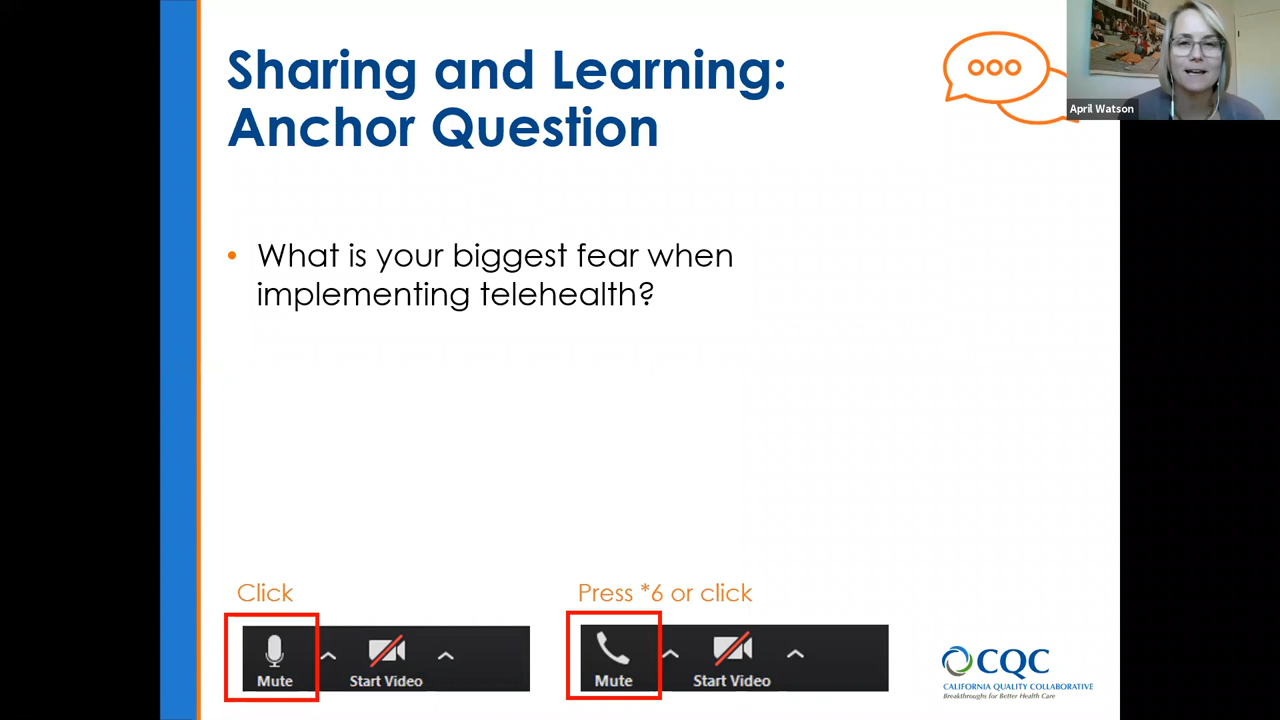 Sharing and Learning:
Anchor Question
April Watson
• What is your biggest fear when
implementing telehealth?
Click
Press *6 or click
Mute
Start Video
Mute
Start Video
CQC
CALIFORNIA QUALITY COLLABORATIVE
Breakthroughs for Better Health Care